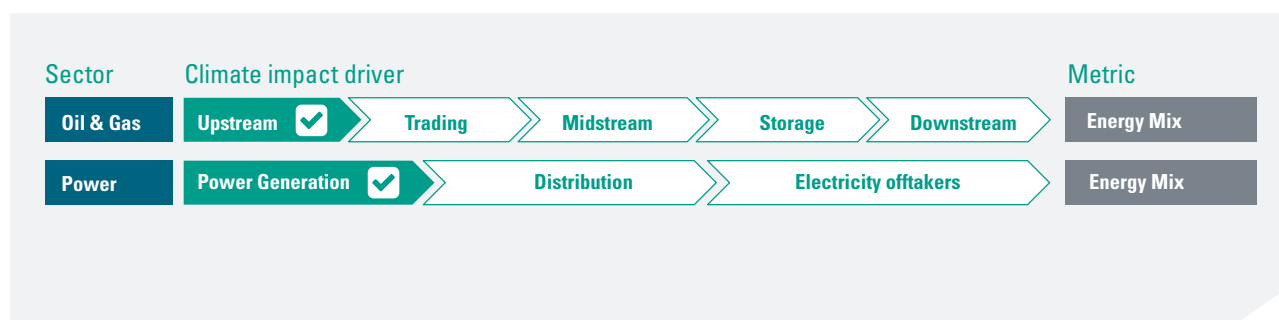 Sector Climate impact driver Metric
Oil & Gas Upstream Trading Midstream Storage Downstream Energy Mix
Power Power Generation Distribution Electricity offtakers Energy Mix